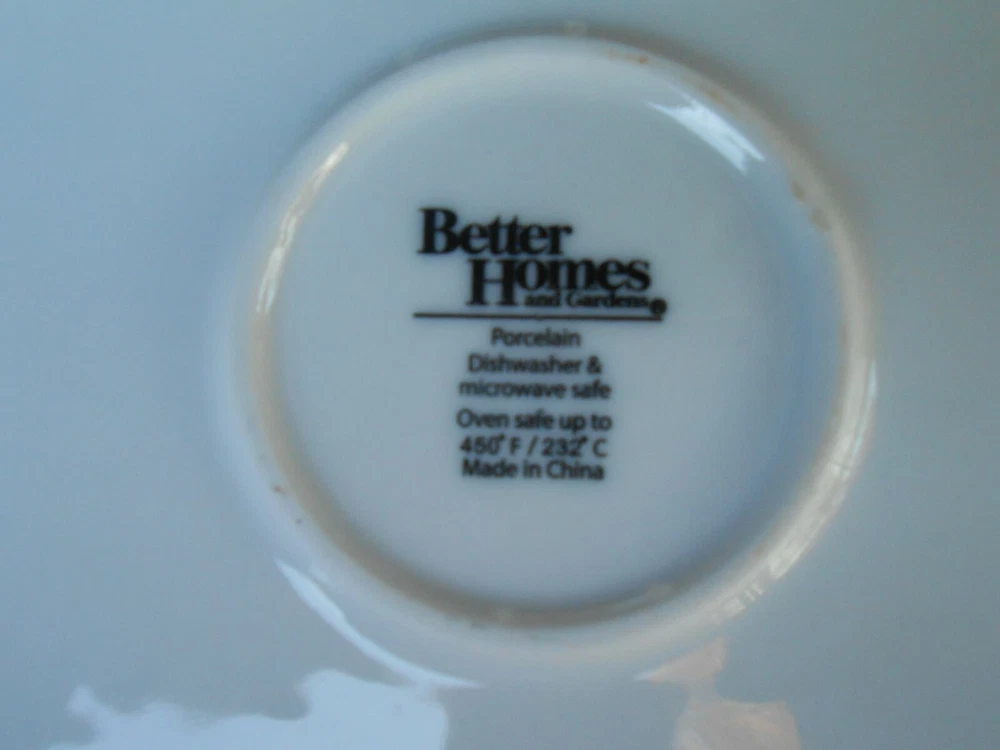 Better
Homes
and Gardens®
Porcelain
Dishwasher &
microwave safe
Oven safe up to
450° F / 232° C
Made in China